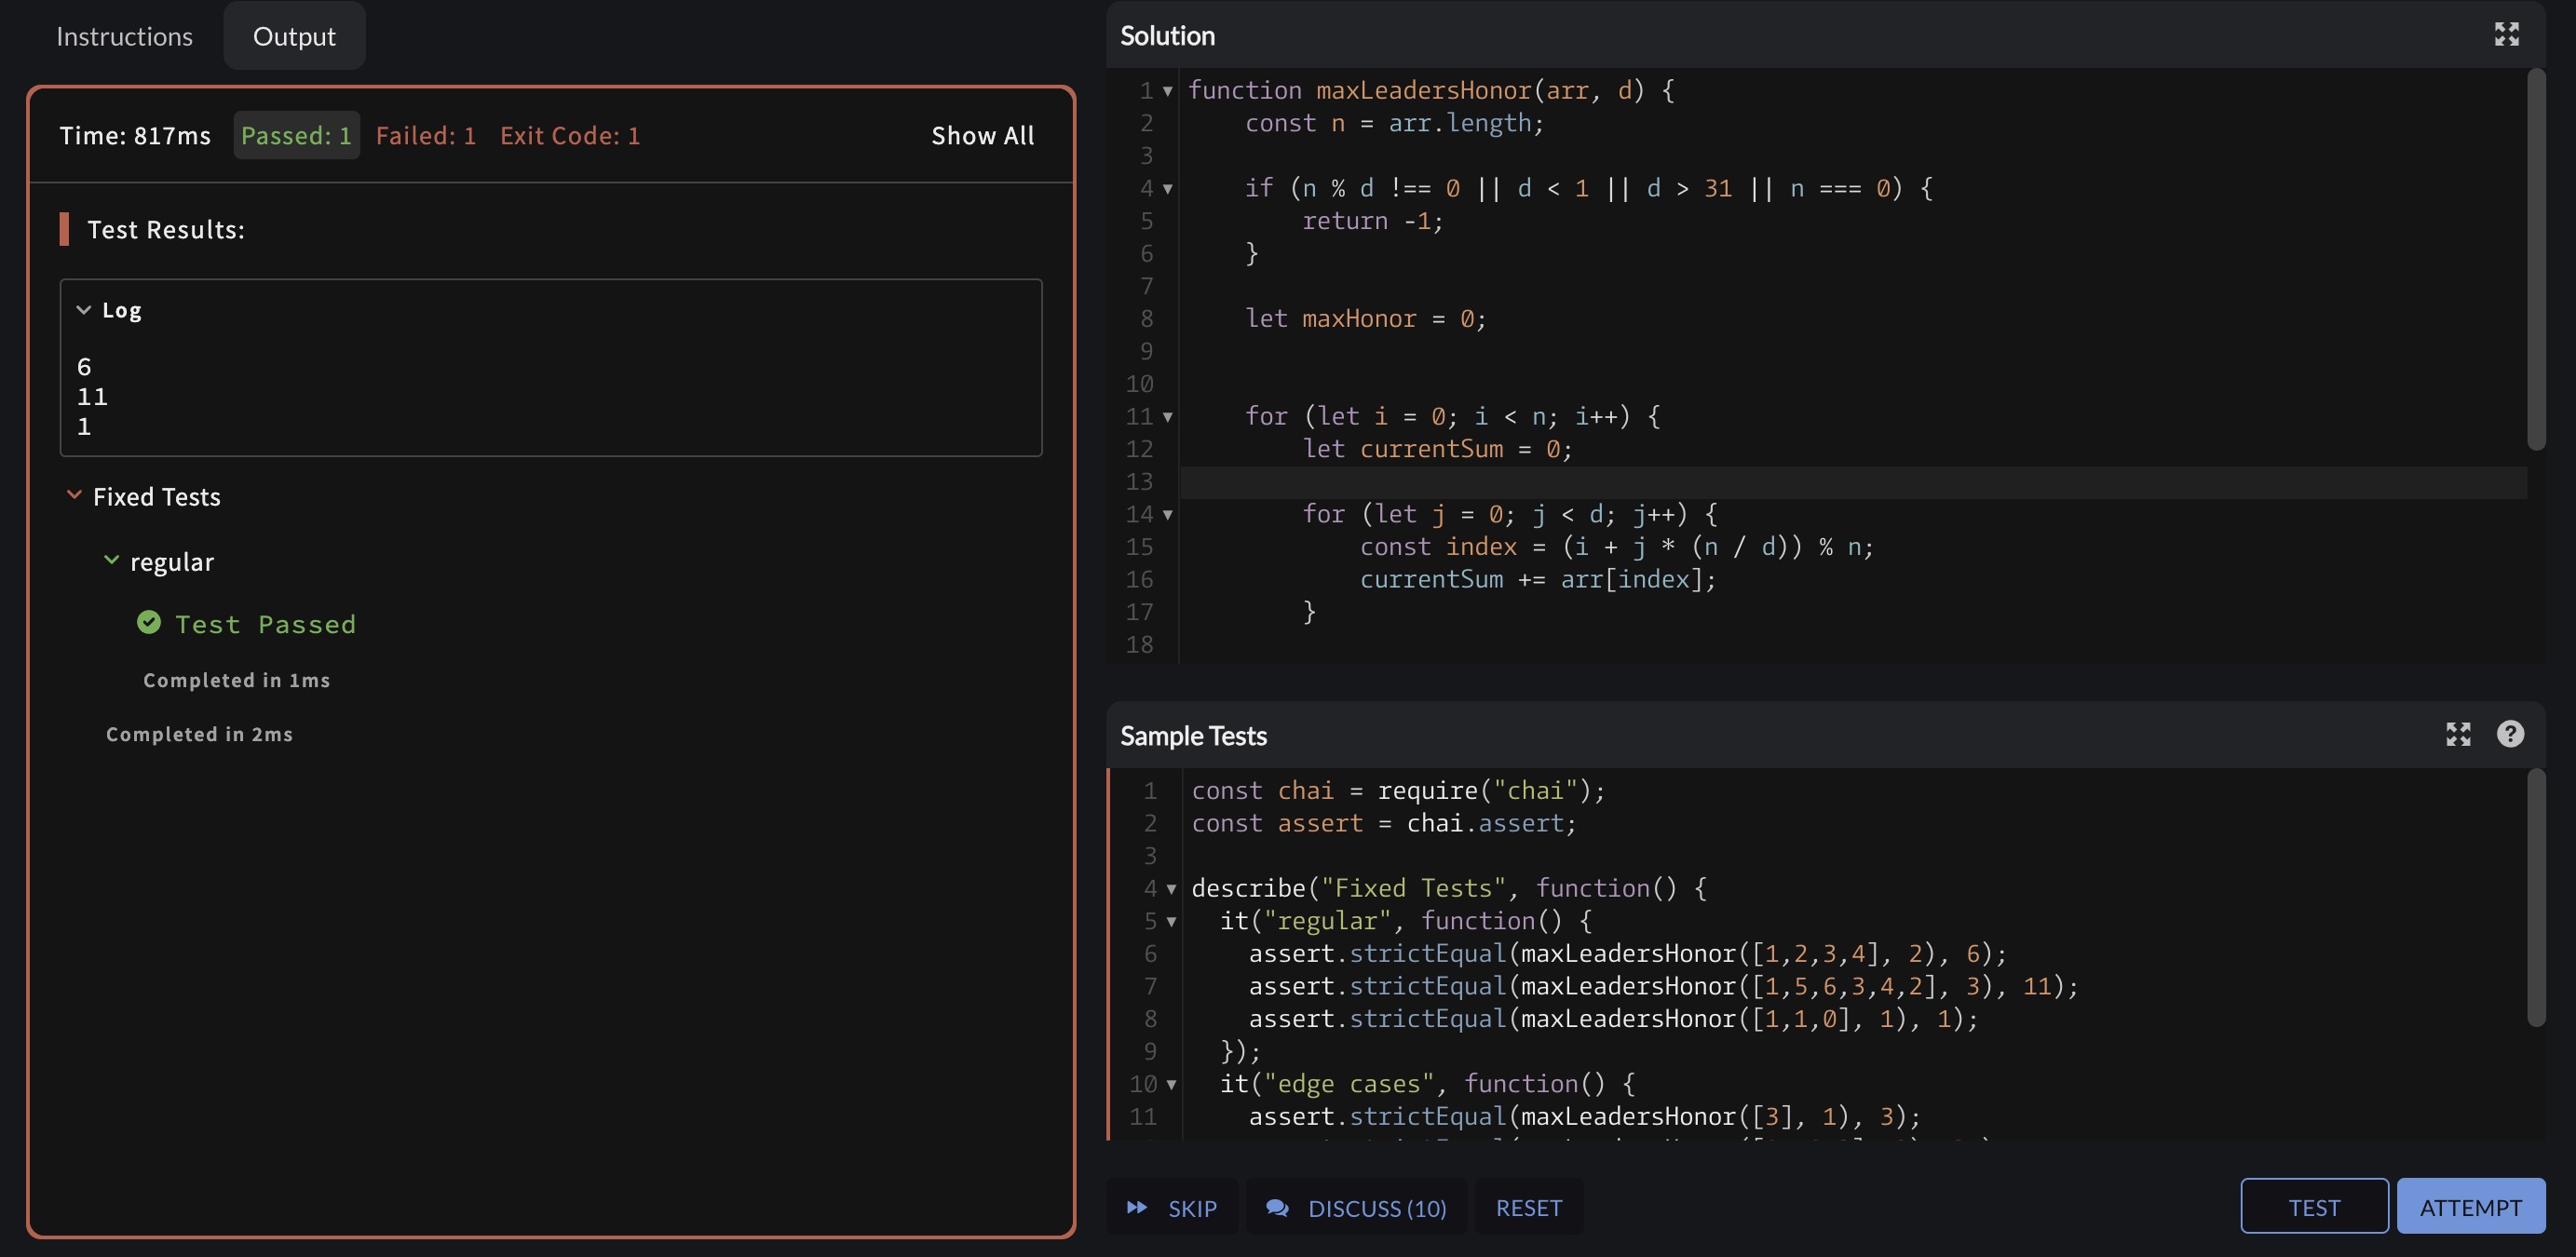 Instructions
Output
Time: 817ms Passed: 1 Failed: 1 Exit Code: 1 Show All
Test Results:
Log
6
11
1
Fixed Tests
regular
Test Passed
Completed in 1ms
Completed in 2ms
Solution
1 function maxLeadersHonor(arr, d) {
2 const n = arr.length;
3
4 if (n % d !== 0 || d < 1 || d > 31 || n === 0) {
5 return -1;
6 }
7
8 let maxHonor = 0;
9
10
11 for (let i = 0; i < n; i++) {
12 let currentSum = 0;
13
14 for (let j = 0; j < d; j++) {
15 const index = (i + j * (n / d)) % n;
16 currentSum += arr[index];
17 }
18
Sample Tests
1 const chai = require("chai");
2 const assert = chai.assert;
3
4 describe("Fixed Tests", function() {
5 it("regular", function() {
6 assert.strictEqual(maxLeadersHonor([1,2,3,4], 2), 6);
7 assert.strictEqual(maxLeadersHonor([1,5,6,3,4,2], 3), 11);
8 assert.strictEqual(maxLeadersHonor([1,1,0], 1), 1);
9 });
10 it("edge cases", function() {
11 assert.strictEqual(maxLeadersHonor([3], 1), 3);
SKIP
DISCUSS (10)
RESET
TEST
ATTEMPT